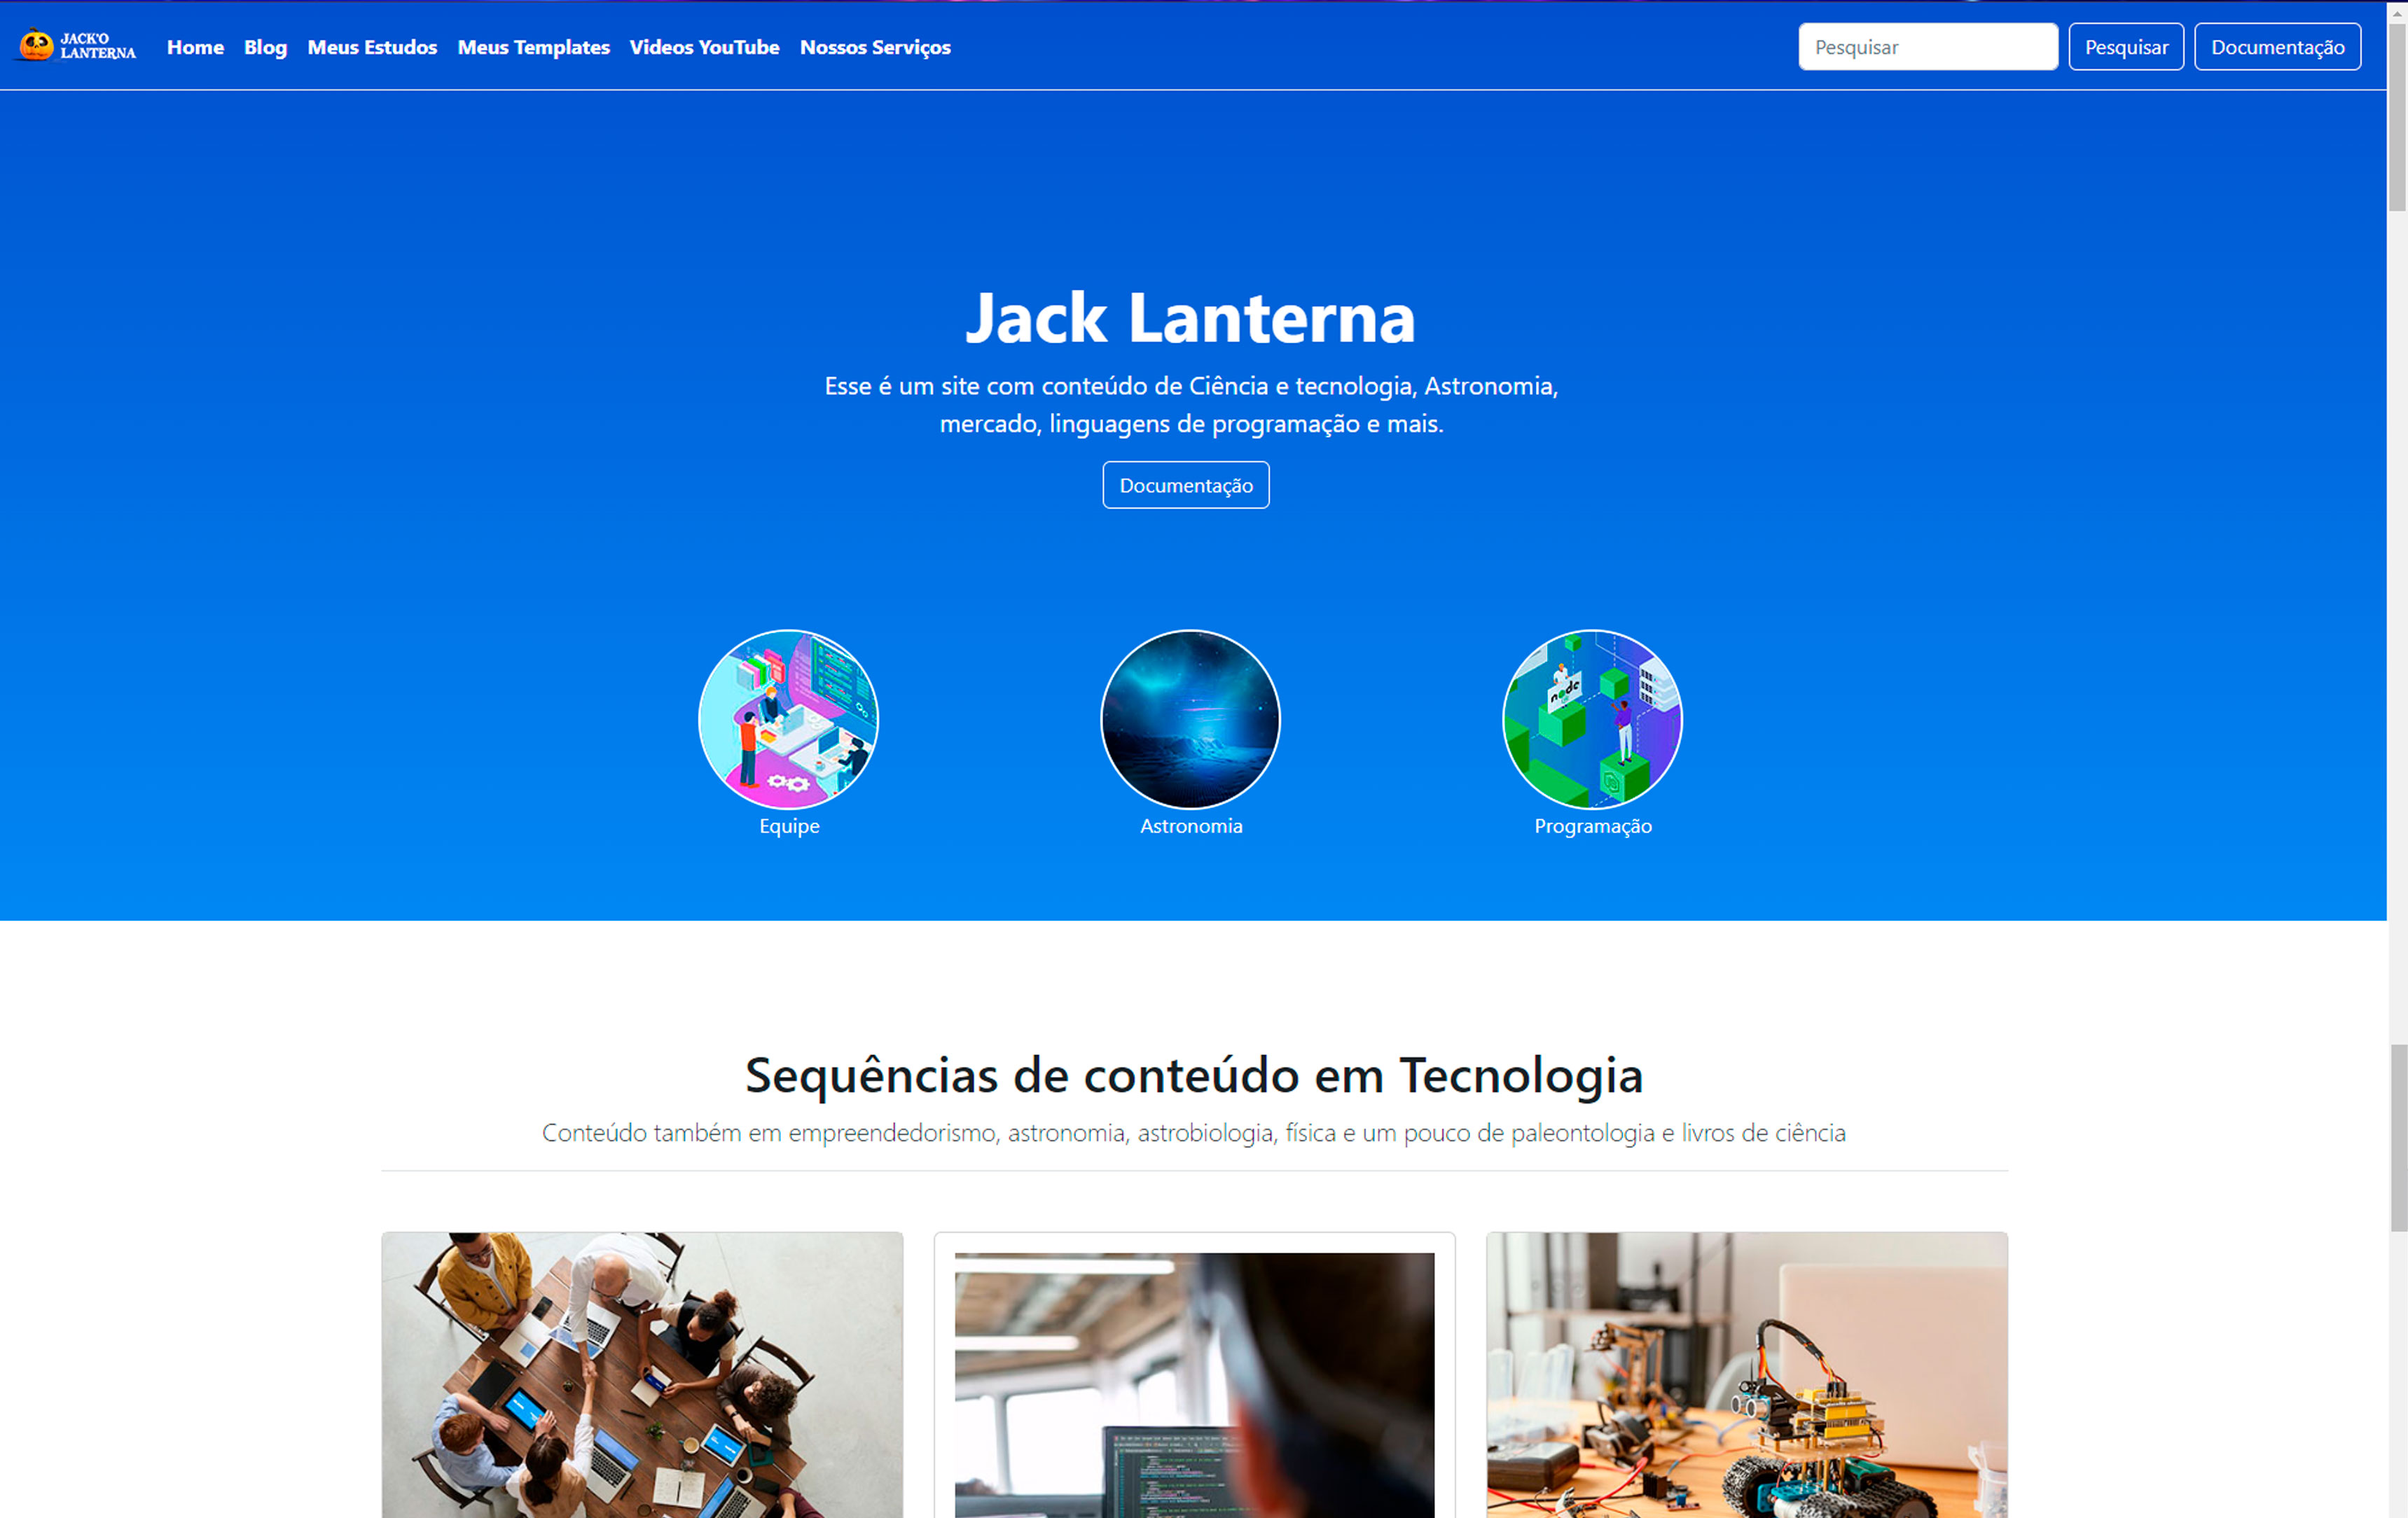 JACK'O
LANTERNA
Home Blog Meus Estudos Meus Templates Videos YouTube Nossos Serviços Pesquisar Pesquisar Documentação
Jack Lanterna
Esse é um site com conteúdo de Ciência e tecnologia, Astronomia,
mercado, linguagens de programação e mais.
Documentação
node
Equipe Astronomia Programação
Sequências de conteúdo em Tecnologia
Conteúdo também em empreendedorismo, astronomia, astrobiologia, física e um pouco de paleontologia e livros de ciência